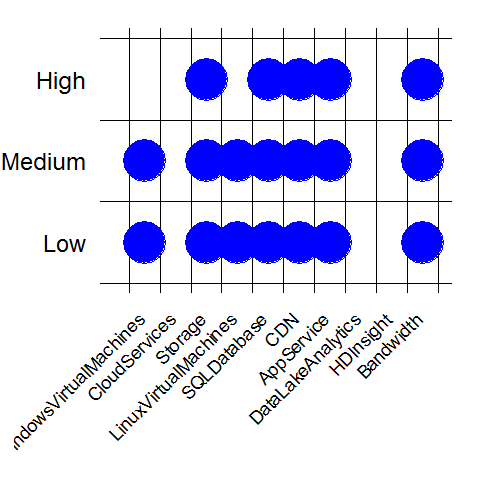 High
Medium
Low
ndowsVirtualMachines
CloudServices
Storage
LinuxVirtualMachines
SQLDatabase
CDN
AppService
DataLakeAnalytics
HDInsight
Bandwidth